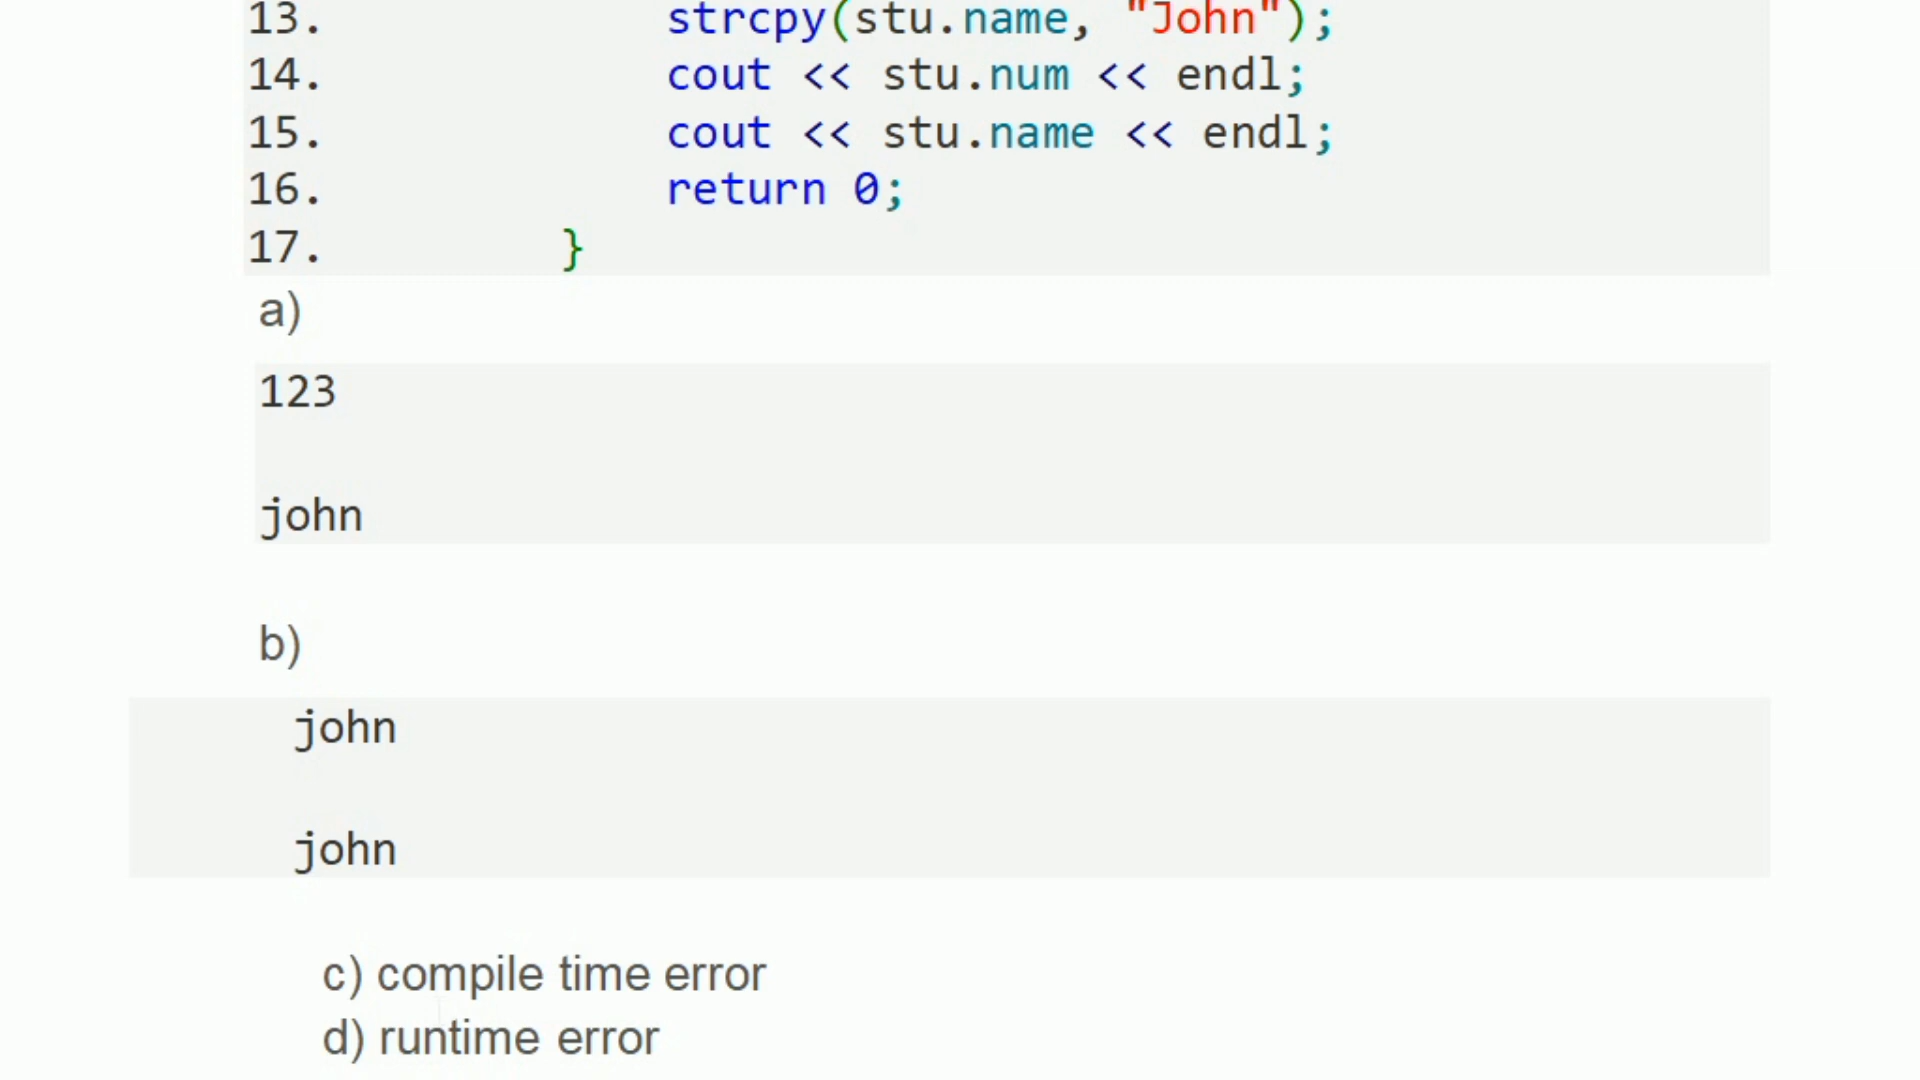 13. strcpy(stu.name, "John");
14. cout << stu.num << endl;
15. cout << stu.name << endl;
16. return 0;
17. }
a)
123
john
b)
john
john
c) compile time error
d) runtime error